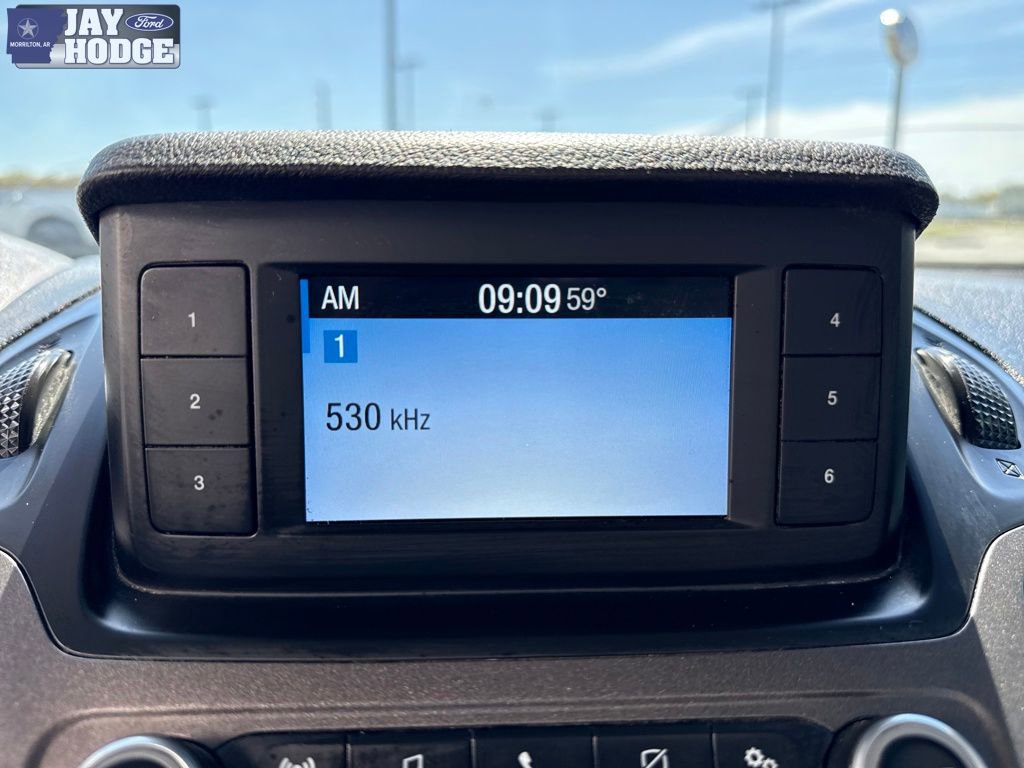 JAY
Ford
MORRILTON, AR
HODGE
AM 09:09 59°
1
530 kHz
1
2
3
4
5
6